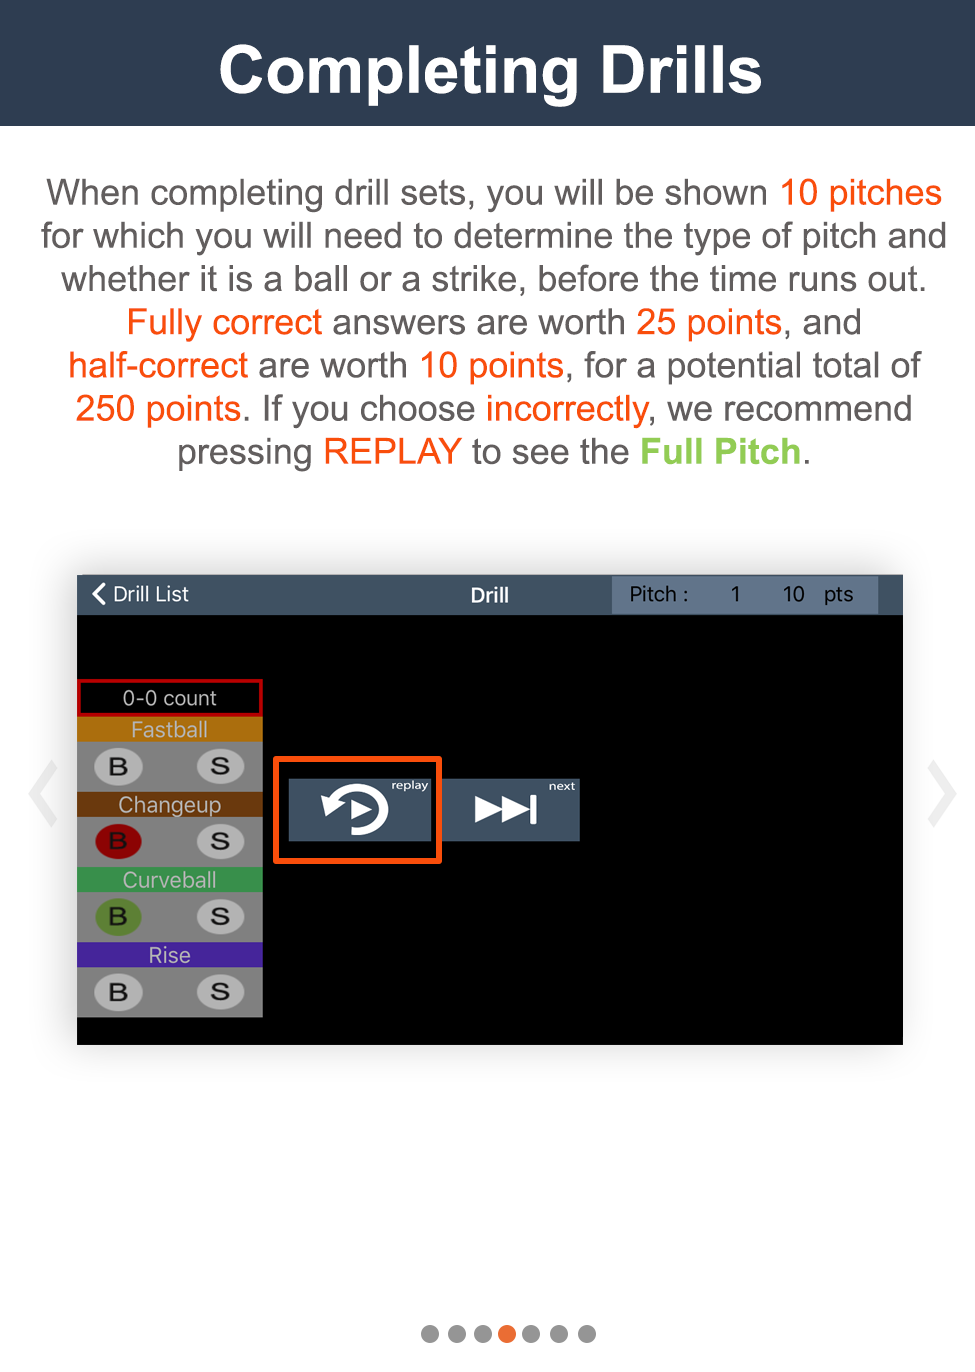 Completing Drills
When completing drill sets, you will be shown 10 pitches
for which you will need to determine the type of pitch and
whether it is a ball or a strike, before the time runs out.
Fully correct answers are worth 25 points, and
half-correct are worth 10 points, for a potential total of
250 points. If you choose incorrectly, we recommend
pressing REPLAY to see the Full Pitch.
Drill List Drill Pitch : 1 10 pts
0-0 count
Fastball
B S
Changeup
B S
Curveball
B S
Rise
B S
replay
next